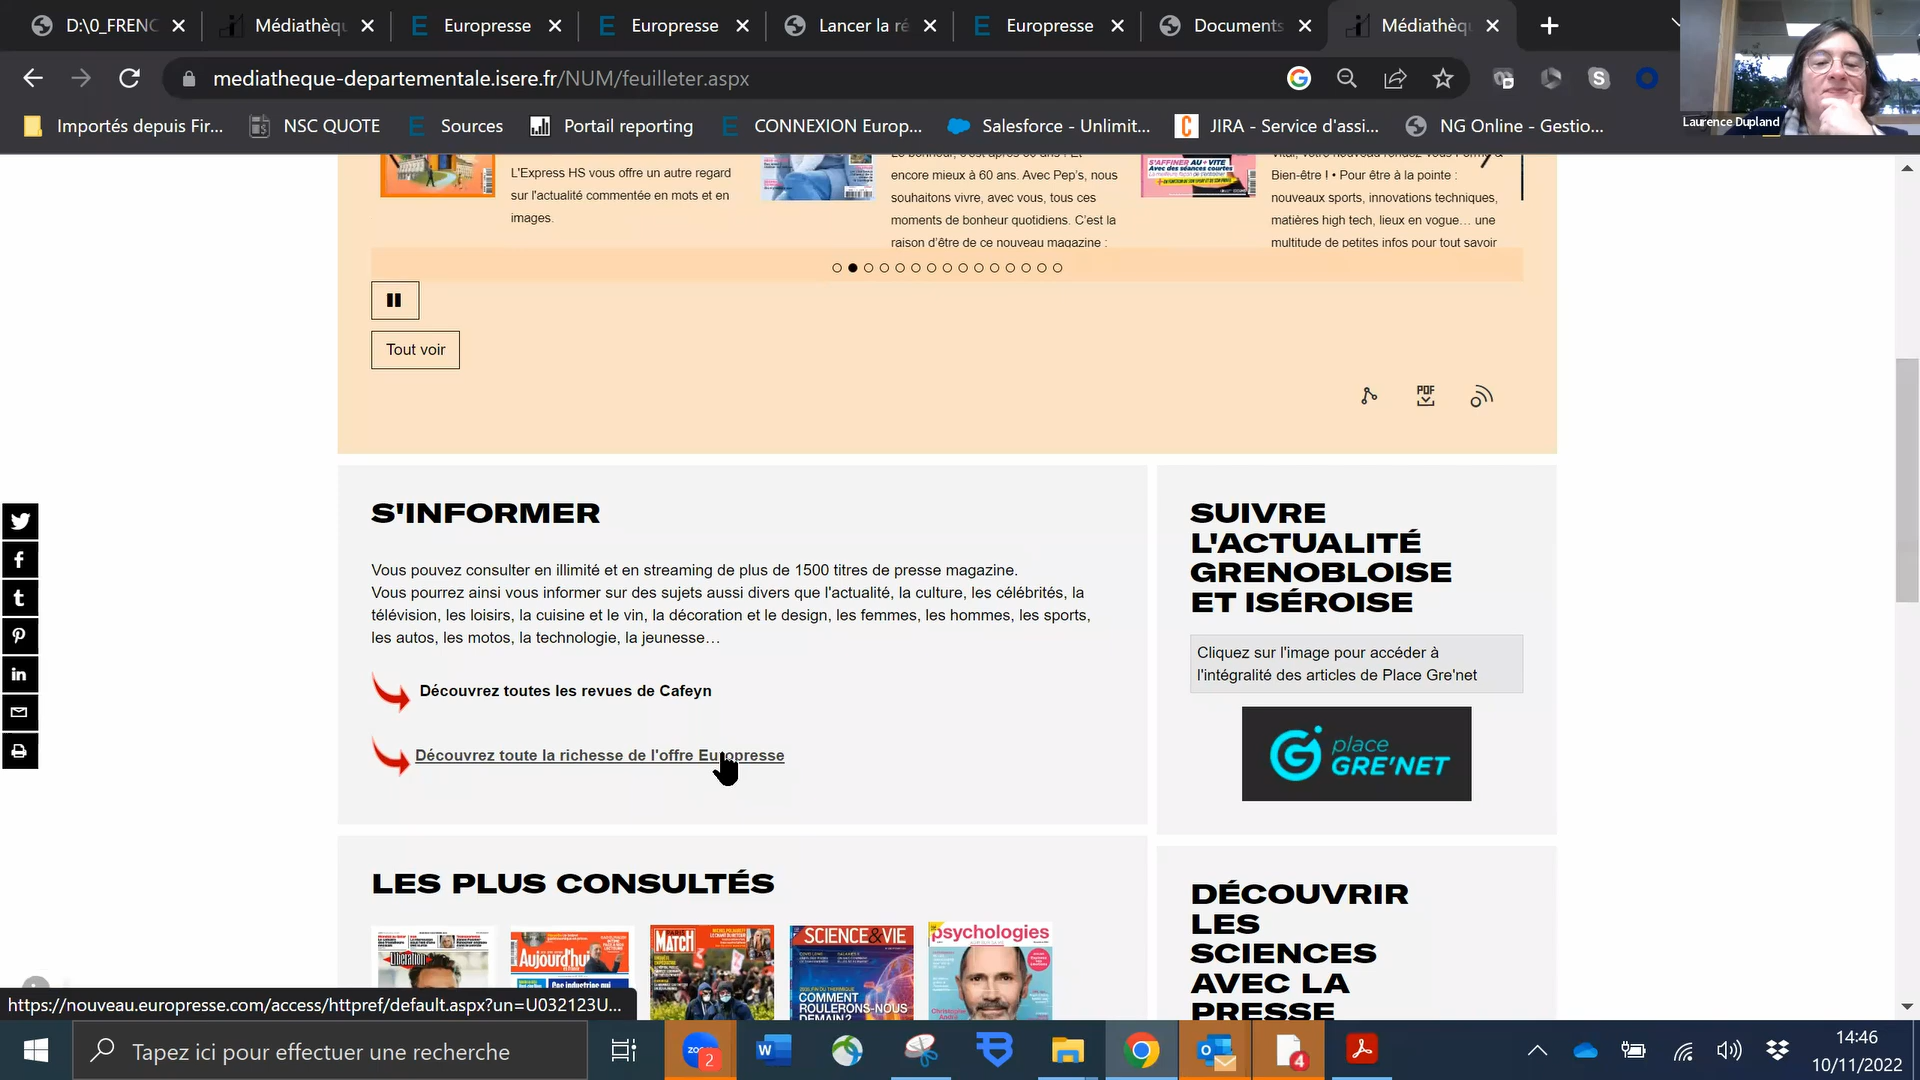 D:\0_FRENC
Médiathèq
Europresse
Europresse
Lancer la ré
Europresse
Documents
Médiathèq
mediatheque-departementale.isere.fr/NUM/feuilleter.aspx
Laurence Dupland
Importés depuis Fir...
NSC QUOTE
Sources
Portail reporting
CONNEXION Europ...
Salesforce - Unlimit...
JIRA - Service d'assi...
NG Online - Gestio...
L'Express HS vous offre un autre regard
sur l'actualité commentée en mots et en
images.
encore mieux à 60 ans. Avec Pep's, nous
souhaitons vivre, avec vous, tous ces
moments de bonheur quotidiens. C'est la
raison d'être de ce nouveau magazine :
S'AFFINER AU + VITE
Bien-être ! • Pour être à la pointe :
nouveaux sports, innovations techniques,
matières high tech, lieux en vogue... une
multitude de petites infos pour tout savoir
Tout voir
PDF
S'INFORMER
Vous pouvez consulter en illimité et en streaming de plus de 1500 titres de presse magazine.
Vous pourrez ainsi vous informer sur des sujets aussi divers que l'actualité, la culture, les célébrités, la
télévision, les loisirs, la cuisine et le vin, la décoration et le design, les femmes, les hommes, les sports,
les autos, les motos, la technologie, la jeunesse...
Découvrez toutes les revues de Cafeyn
Découvrez toute la richesse de l'offre Europresse
SUIVRE
L'ACTUALITÉ
GRENOBLOISE
ET ISÉROISE
Cliquez sur l'image pour accéder à
l'intégralité des articles de Place Gre'net
place
GRE'NET
LES PLUS CONSULTÉS
Libération
Aujourd'hui
PARIS
MATCH
SCIENCE&VIE
COMMENT
ROULERONS-NOUS
DEMAIN ?
psychologies
DÉCOUVRIR
LES
SCIENCES
AVEC LA
PRESSE
https://nouveau.europresse.com/access/httpref/default.aspx?un=U032123U...
Tapez ici pour effectuer une recherche
zoom
2
4
14:46
10/11/2022